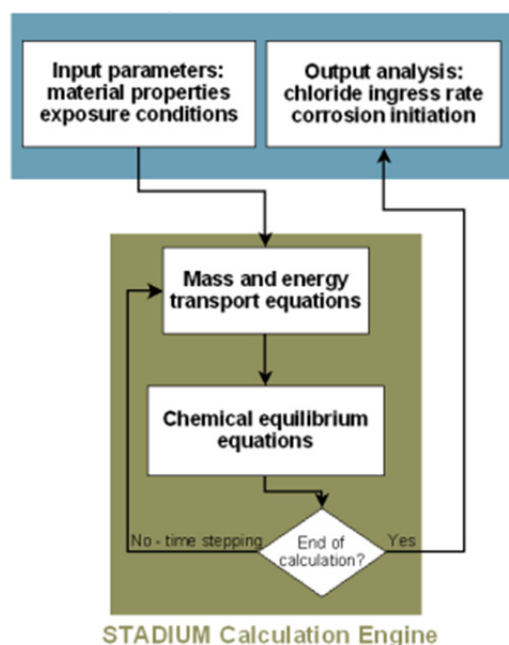 Input parameters:
material properties
exposure conditions
Output analysis:
chloride ingress rate
corrosion initiation
Mass and energy
transport equations
Chemical equilibrium
equations
No - time stepping
End of
calculation?
Yes
STADIUM Calculation Engine